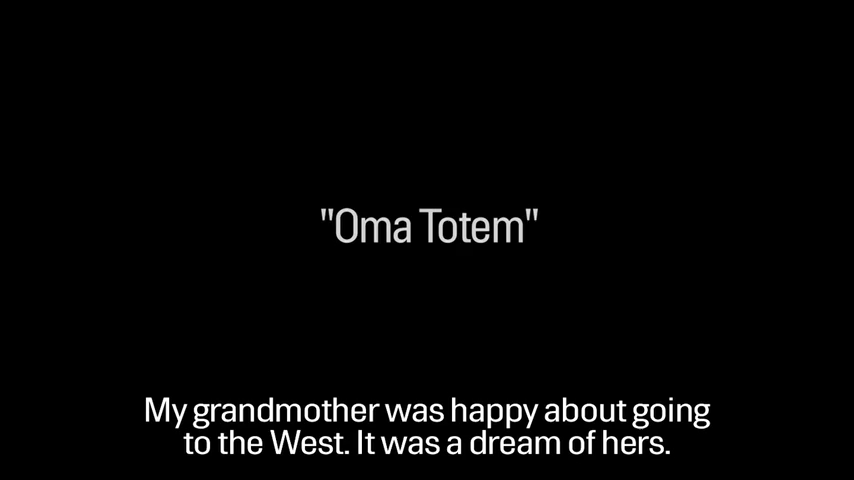 "Oma Totem"
My grandmother was happy about going
to the West. It was a dream of hers.